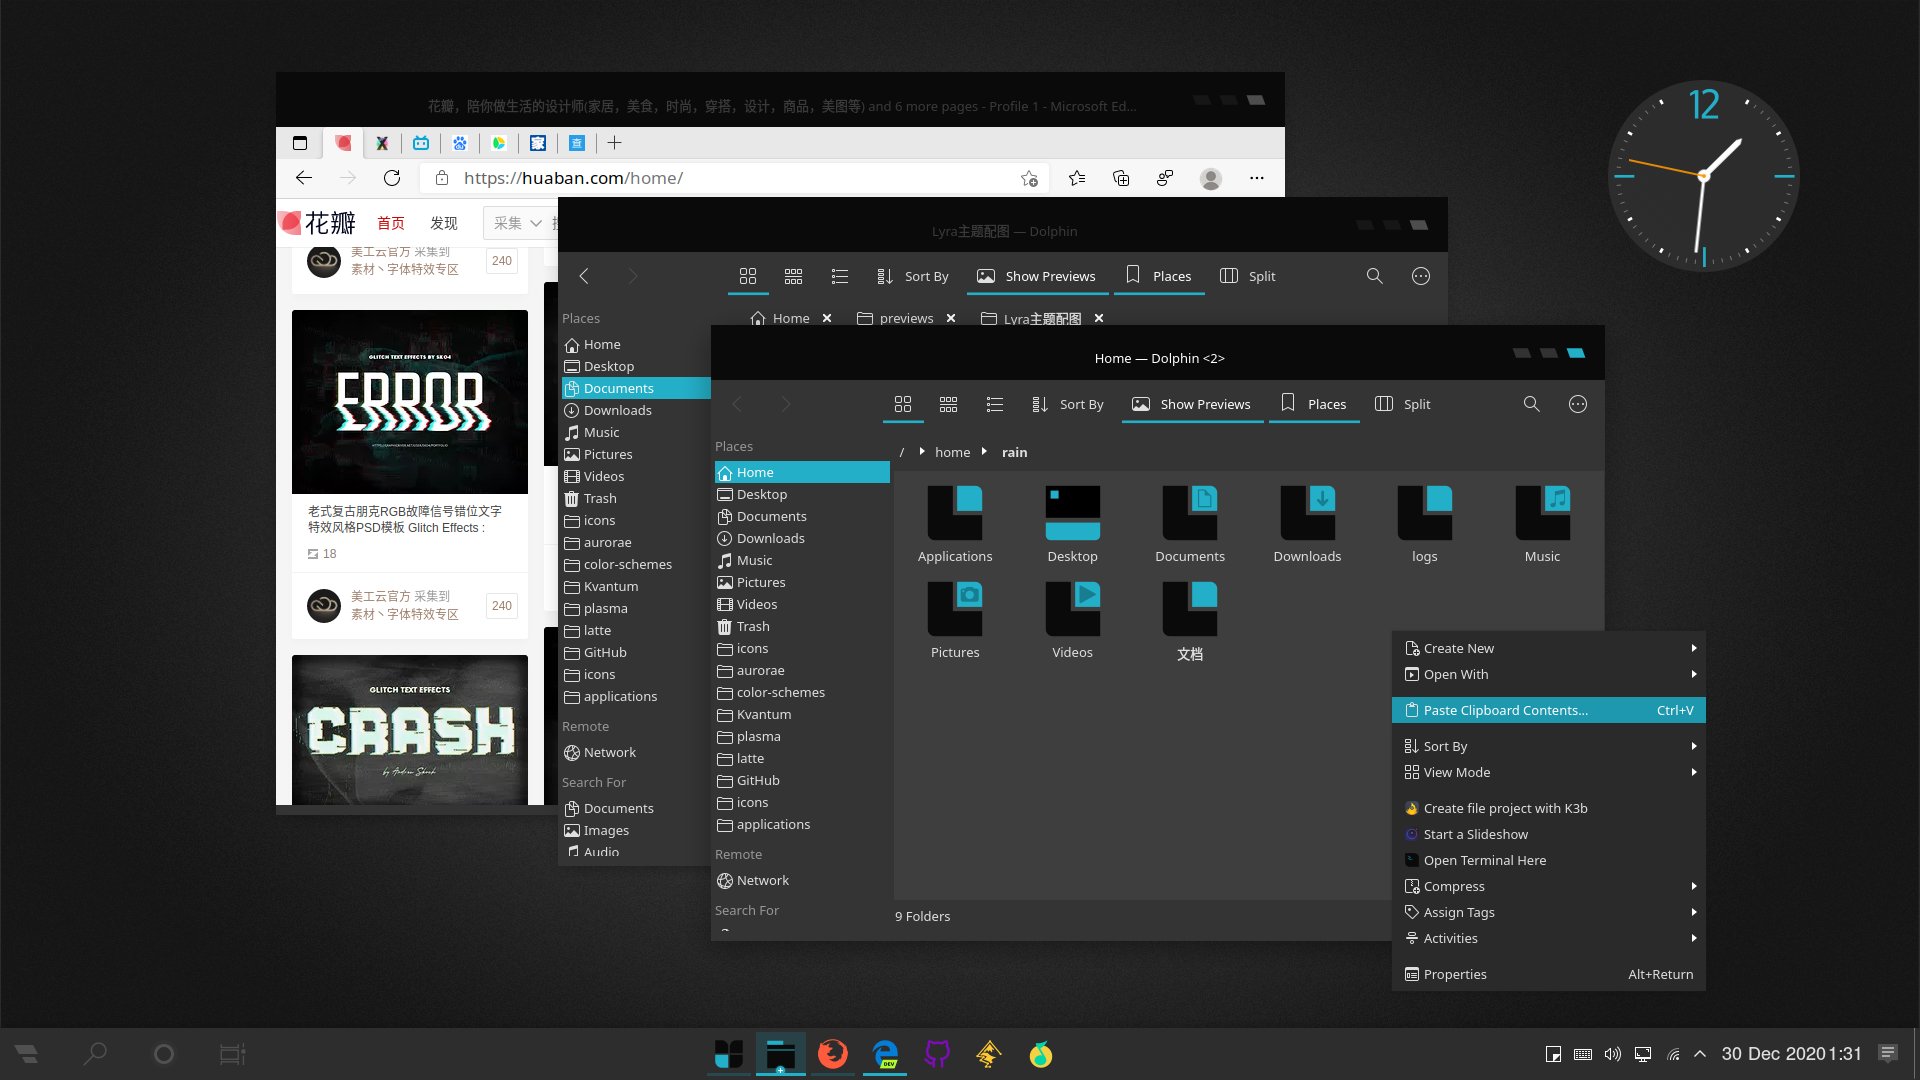 花瓣，陪你做生活的设计师(家居，美食，时尚，穿搭，设计，商品，美图等) and 6 more pages - Profile 1 - Microsoft Ed...
家
查
https://huaban.com/home/
花瓣
首页
发现
采集
美工云官方 采集到
素材丶字体特效专区
240
GLITCH TEXT EFFECTS BY SKO4
ERROR
老式复古朋克RGB故障信号错位文字
特效风格PSD模板 Glitch Effects :
18
美工云官方 采集到
素材丶字体特效专区
240
GLITCH TEXT EFFECTS
CRASH
Lyra主题配图 — Dolphin
Sort By
Show Previews
Places
Split
Home
previews
Lyra主题配图
Places
Home
Desktop
Documents
Downloads
Music
Pictures
Videos
Trash
icons
aurorae
color-schemes
Kvantum
plasma
latte
GitHub
icons
applications
Remote
Network
Search For
Documents
Images
Audio
Home — Dolphin <2>
Sort By
Show Previews
Places
Split
/ home rain
Places
Home
Desktop
Documents
Downloads
Music
Pictures
Videos
Trash
icons
aurorae
color-schemes
Kvantum
plasma
latte
GitHub
icons
applications
Remote
Network
Search For
Applications
Desktop
Documents
Downloads
logs
Music
Pictures
Videos
文档
9 Folders
Create New
Open With
Paste Clipboard Contents... Ctrl+V
Sort By
View Mode
Create file project with K3b
Start a Slideshow
Open Terminal Here
Compress
Assign Tags
Activities
Properties Alt+Return
12
DEV
30 Dec 2020 1:31